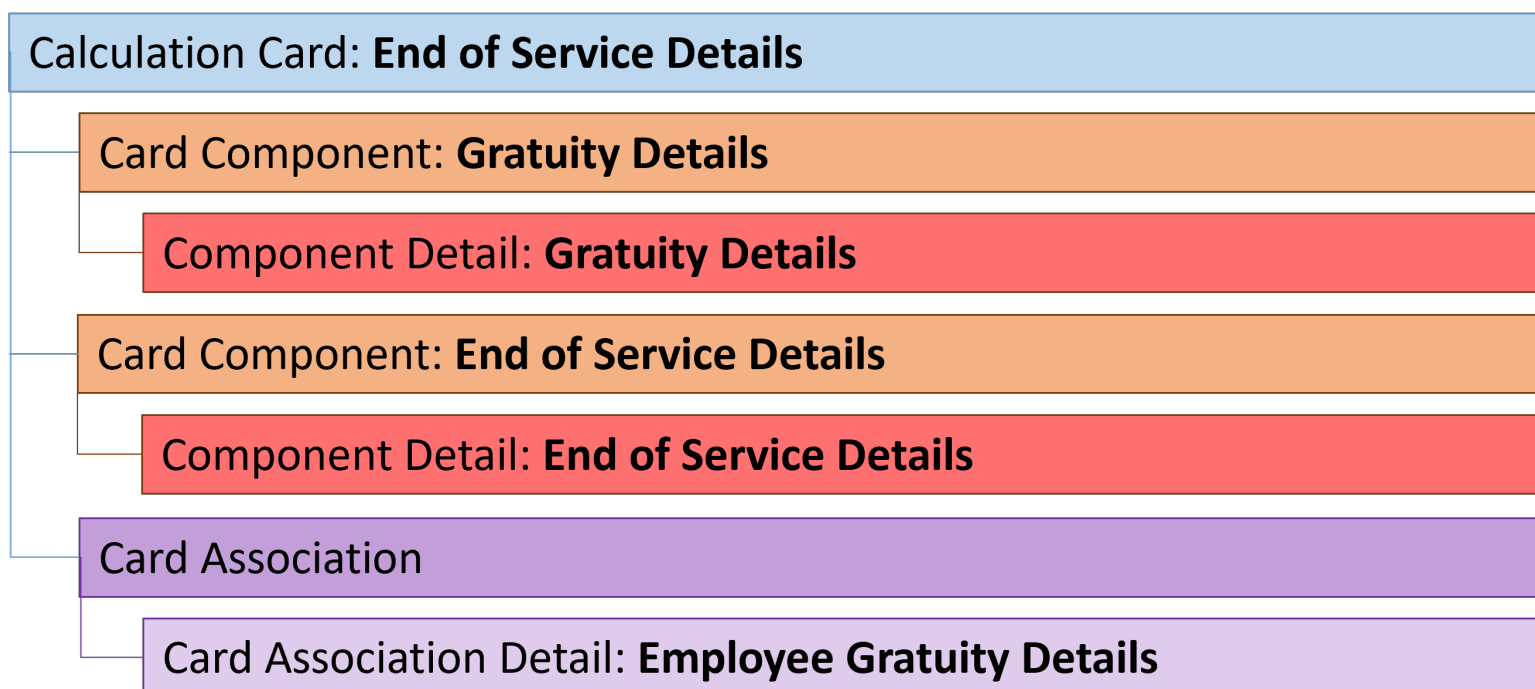 Calculation Card: End of Service Details
Card Component: Gratuity Details
Component Detail: Gratuity Details
Card Component: End of Service Details
Component Detail: End of Service Details
Card Association
Card Association Detail: Employee Gratuity Details